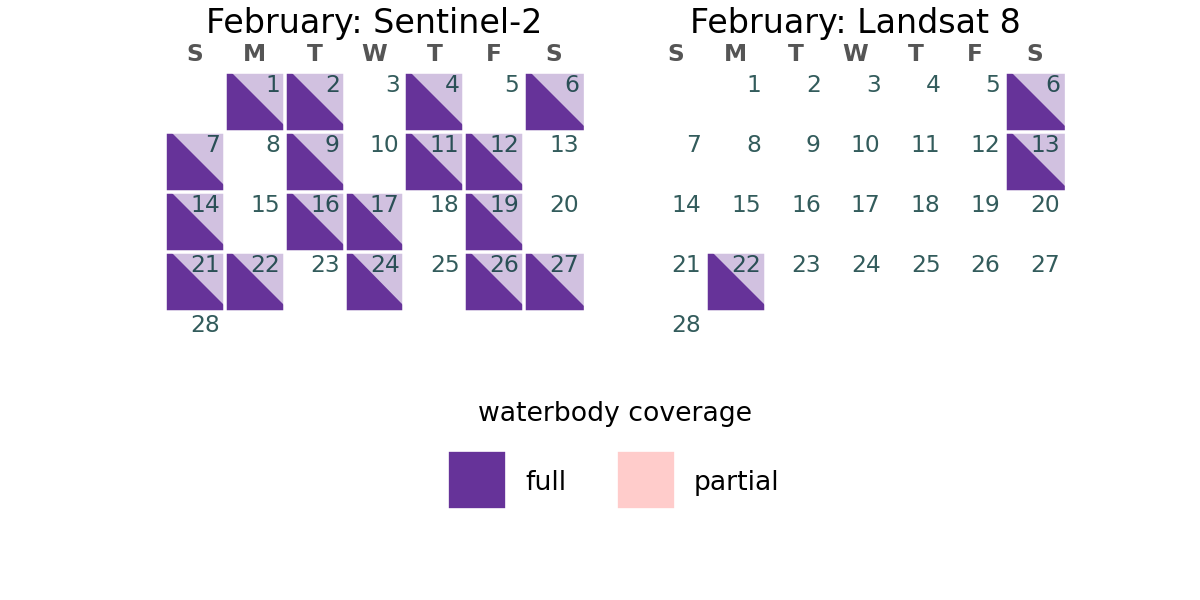 February: Sentinel-2
S M T W T F S
1 2 3 4 5 6
7 8 9 10 11 12 13
14 15 16 17 18 19 20
21 22 23 24 25 26 27
28
February: Landsat 8
S M T W T F S
1 2 3 4 5 6
7 8 9 10 11 12 13
14 15 16 17 18 19 20
21 22 23 24 25 26 27
28
waterbody coverage
full partial